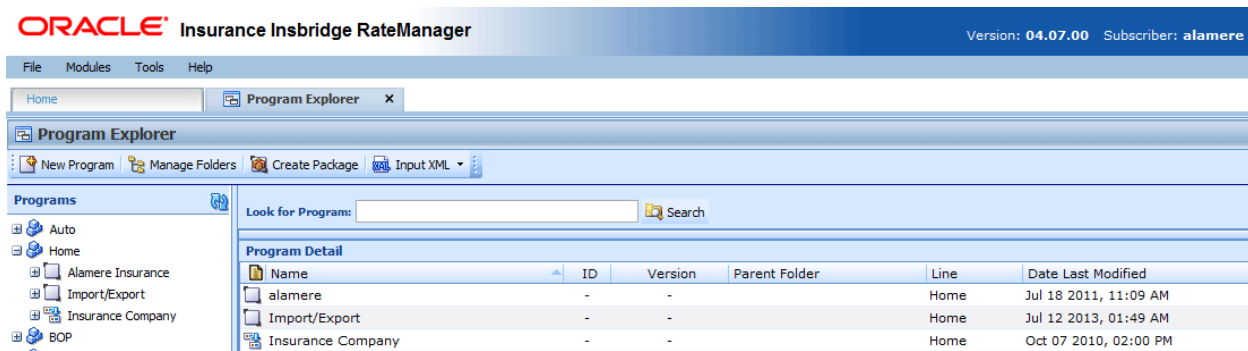 ORACLE® Insurance Insbridge RateManager
Version: 04.07.00 Subscriber: alamere
File Modules Tools Help
Home Program Explorer x
Program Explorer
New Program Manage Folders Create Package Input XML
Programs
Look for Program: Search
Auto
Home
Alamere Insurance
Import/Export
Insurance Company
BOP
Program Detail
Name ID Version Parent Folder Line Date Last Modified
alamere - - Home Jul 18 2011, 11:09 AM
Import/Export - - Home Jul 12 2013, 01:49 AM
Insurance Company - - Home Oct 07 2010, 02:00 PM